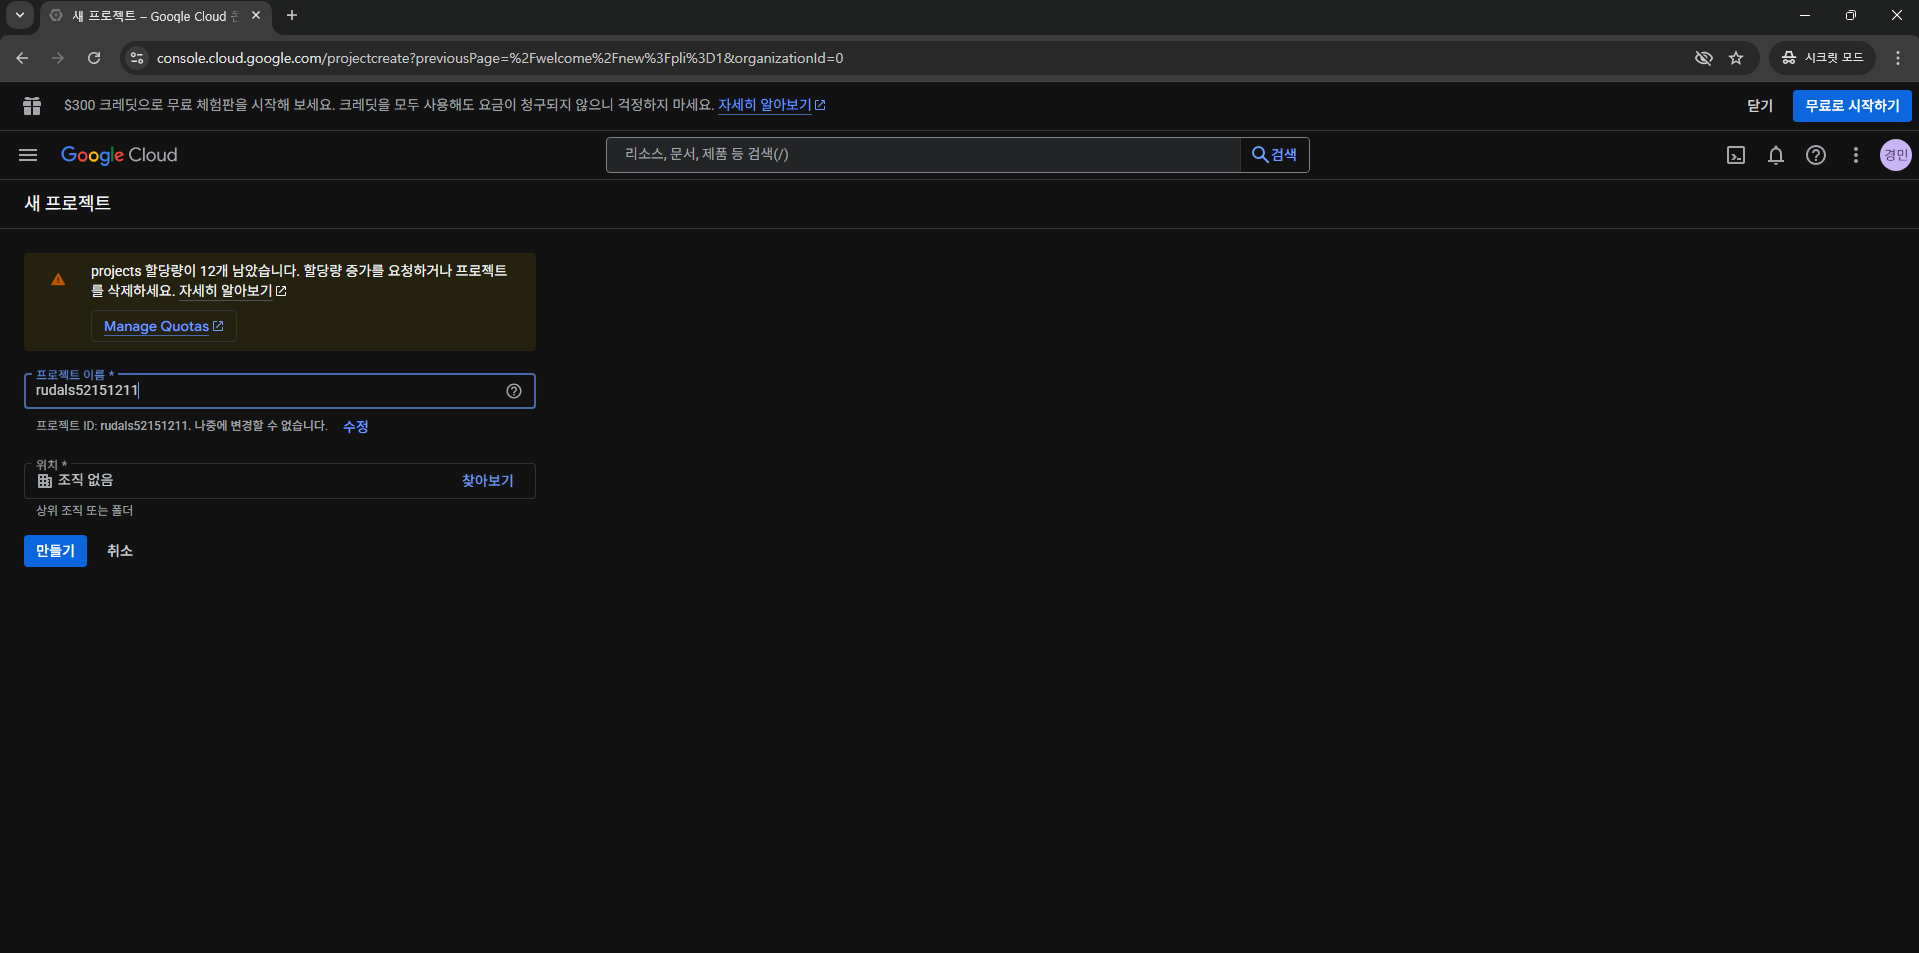 새 프로젝트 – Google Cloud 콘
console.cloud.google.com/projectcreate?previousPage=%2Fwelcome%2Fnew%3Fpli%3D1&organizationId=0
시크릿 모드
$300 크레딧으로 무료 체험판을 시작해 보세요. 크레딧을 모두 사용해도 요금이 청구되지 않으니 걱정하지 마세요. 자세히 알아보기
닫기
무료로 시작하기
Google Cloud
리소스, 문서, 제품 등 검색(/)
검색
경민
새 프로젝트
projects 할당량이 12개 남았습니다. 할당량 증가를 요청하거나 프로젝트
를 삭제하세요. 자세히 알아보기
Manage Quotas
프로젝트 이름 *
rudals52151211
프로젝트 ID: rudals52151211. 나중에 변경할 수 없습니다. 수정
위치 *
조직 없음
찾아보기
상위 조직 또는 폴더
만들기
취소